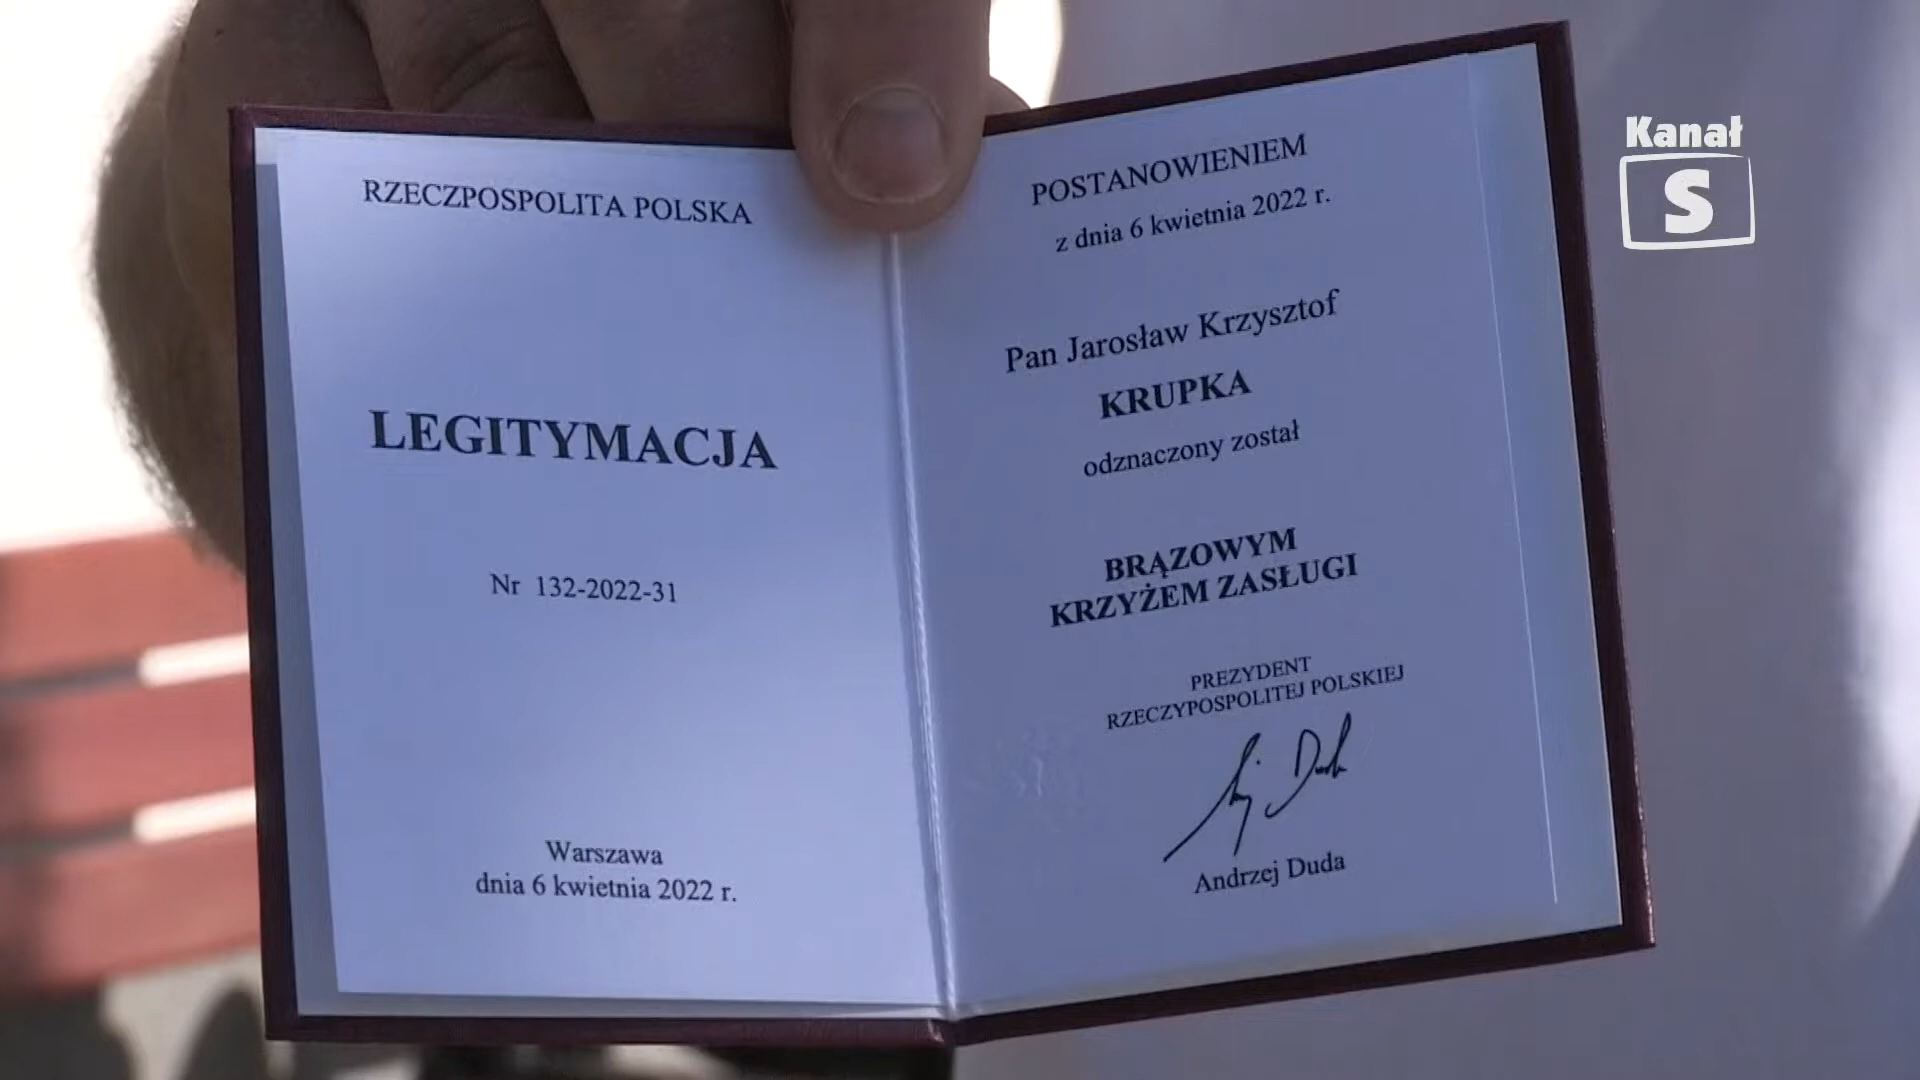 RZECZPOSPOLITA POLSKA
LEGITYMACJA
Nr 132-2022-31
Warszawa
dnia 6 kwietnia 2022 r.
POSTANOWIENIEM
z dnia 6 kwietnia 2022 r.
Pan Jarosław Krzysztof
KRUPKA
odznaczony został
BRĄZOWYM
KRZYŻEM ZASŁUGI
PREZYDENT
RZECZYPOSPOLITEJ POLSKIEJ
Andrzej Duda
Kanał
S